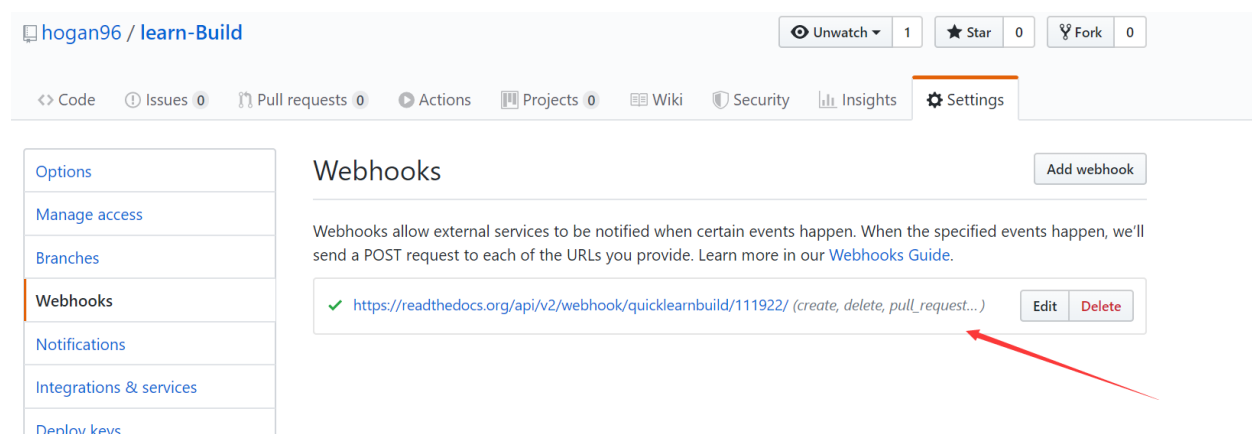 hogan96 / learn-Build
Unwatch 1 Star 0 Fork 0
Code Issues 0 Pull requests 0 Actions Projects 0 Wiki Security Insights Settings
Options
Manage access
Branches
Webhooks
Notifications
Integrations & services
Deploy keys
Webhooks
Add webhook
Webhooks allow external services to be notified when certain events happen. When the specified events happen, we'll
send a POST request to each of the URLs you provide. Learn more in our Webhooks Guide.
https://readthedocs.org/api/v2/webhook/quicklearnbuild/111922/ (create, delete, pull_request...)
Edit Delete